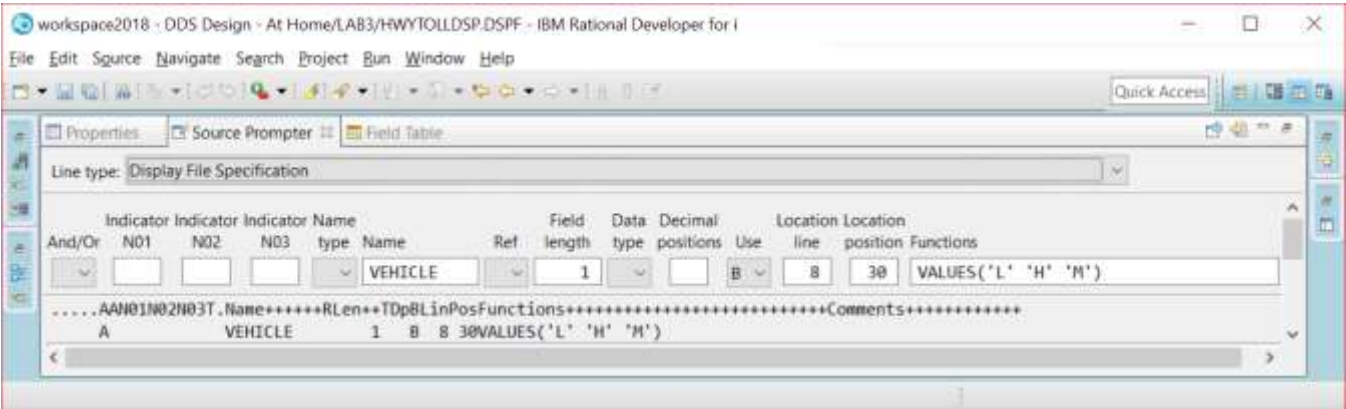 workspace2018 - DDS Design - At Home/LAB3/HWYTOLLDSP.DSPF - IBM Rational Developer for i
File Edit Source Navigate Search Project Run Window Help
Quick Access
Properties Source Prompter Field Table
Line type: Display File Specification
Indicator Indicator Indicator Name Field Data Decimal Location Location
And/Or N01 N02 N03 type Name Ref length type positions Use line position Functions
VEHICLE 1 B 8 30 VALUES('L' 'H' 'M')
.....AAN01N02N03T.Name++++++RLen++TDpBLinPosFunctions++++++++++++++++++++++++++++Comments++++++++++++
A VEHICLE 1 B 8 30VALUES('L' 'H' 'M')